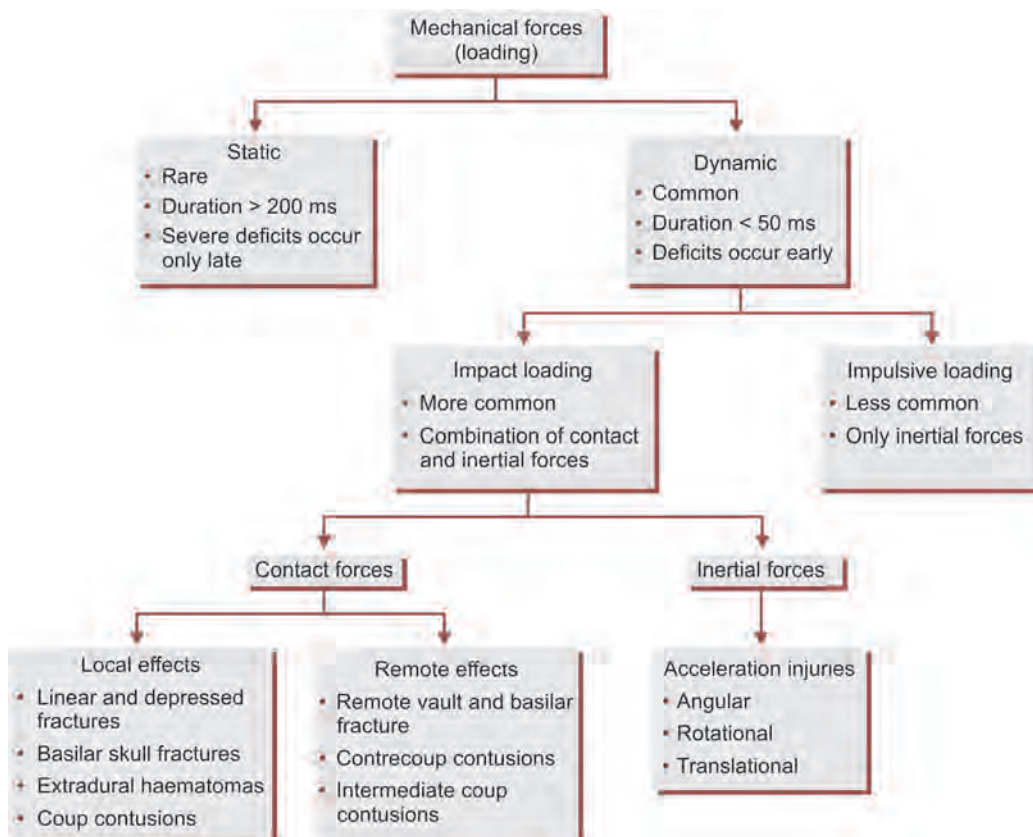 Mechanical forces
(loading)
Static
• Rare
• Duration > 200 ms
• Severe deficits occur
only late
Dynamic
• Common
• Duration < 50 ms
• Deficits occur early
Impact loading
• More common
• Combination of contact
and inertial forces
Impulsive loading
• Less common
• Only inertial forces
Contact forces
Inertial forces
Local effects
• Linear and depressed
fractures
• Basilar skull fractures
• Extradural haematomas
• Coup contusions
Remote effects
• Remote vault and basilar
fracture
• Contrecoup contusions
• Intermediate coup
contusions
Acceleration injuries
• Angular
• Rotational
• Translational